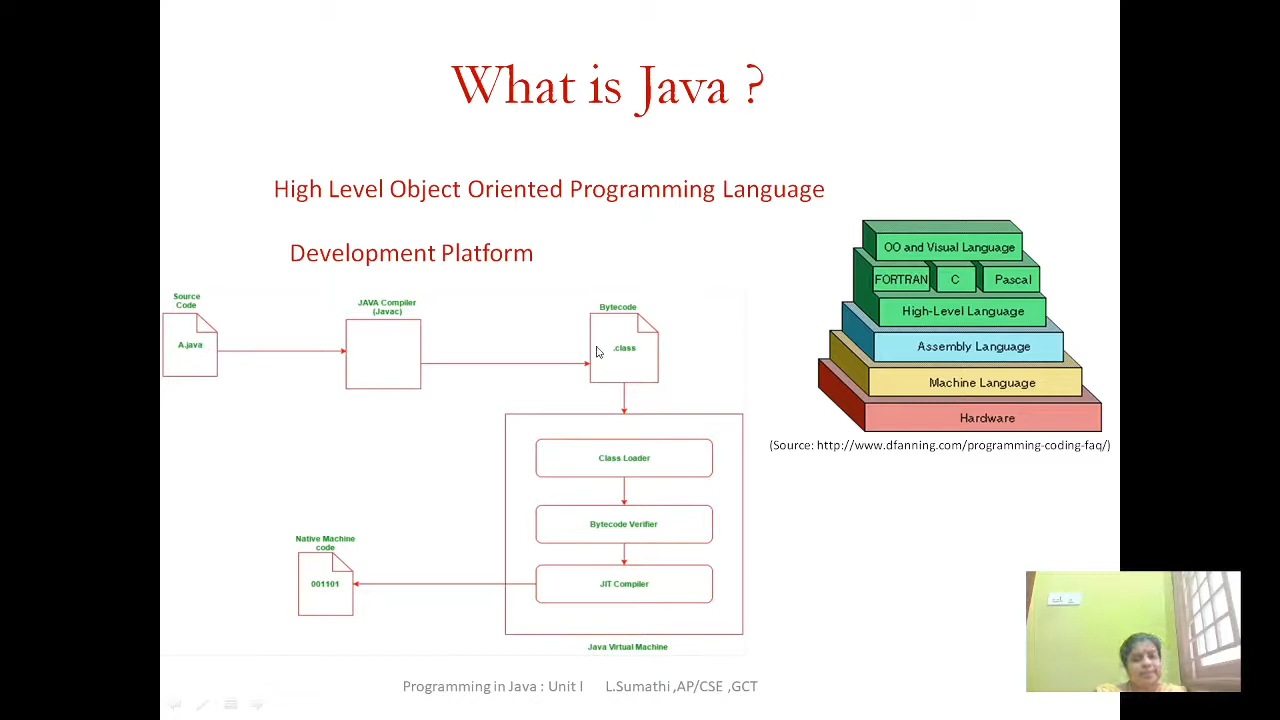 What is Java ?
High Level Object Oriented Programming Language
Development Platform
Source
Code
A.java
JAVA Compiler
(Javac)
Bytecode
.class
Class Loader
Bytecode Verifier
JIT Compiler
Java Virtual Machine
Native Machine
code
001101
OO and Visual Language
FORTRAN
C
Pascal
High-Level Language
Assembly Language
Machine Language
Hardware
(Source: http://www.dfanning.com/programming-coding-faq/)
Programming in Java : Unit I L.Sumathi ,AP/CSE ,GCT